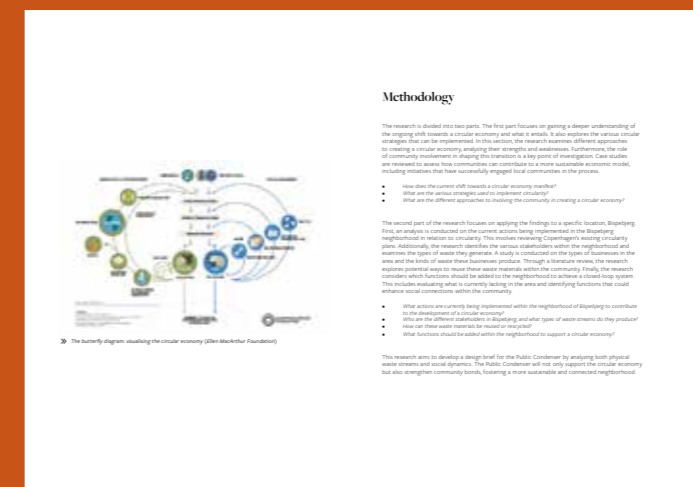 » The butterfly diagram: visualising the circular economy (Ellen MacArthur Foundation)
Methodology
The research is divided into two parts. The first part focuses on gaining a deeper understanding of
the ongoing shift towards a circular economy and what it entails. It also explores the various circular
strategies that can be implemented. In this section, the research examines different approaches
to creating a circular economy, analyzing their strengths and weaknesses. Furthermore, the role
of community involvement in shaping this transition is a key point of investigation. Case studies
are reviewed to assess how communities can contribute to a more sustainable economic model,
including initiatives that have successfully engaged local communities in the process.
• How does the current shift towards a circular economy manifest?
• What are the various strategies used to implement circularity?
• What are the different approaches to involving the community in creating a circular economy?
The second part of the research focuses on applying the findings to a specific location, Bispebjerg.
First, an analysis is conducted on the current actions being implemented in the Bispebjerg
neighborhood in relation to circularity. This involves reviewing Copenhagen's existing circularity
plans. Additionally, the research identifies the various stakeholders within the neighborhood and
examines the types of waste they generate. A study is conducted on the types of businesses in the
area and the kinds of waste these businesses produce. Through a literature review, the research
explores potential ways to reuse these waste materials within the community. Finally, the research
considers which functions should be added to the neighborhood to achieve a closed-loop system.
This includes evaluating what is currently lacking in the area and identifying functions that could
enhance social connections within the community.
• What actions are currently being implemented within the neighborhood of Bispebjerg to contribute
to the development of a circular economy?
• Who are the different stakeholders in Bispebjerg and what types of waste streams do they produce?
• How can these waste materials be reused or rescycled?
• What functions should be added within the neighborhood to support a circular economy?
This research aims to develop a design brief for the Public Condenser by analyzing both physical
waste streams and social dynamics. The Public Condenser will not only support the circular economy
but also strengthen community bonds, fostering a more sustainable and connected neighborhood.